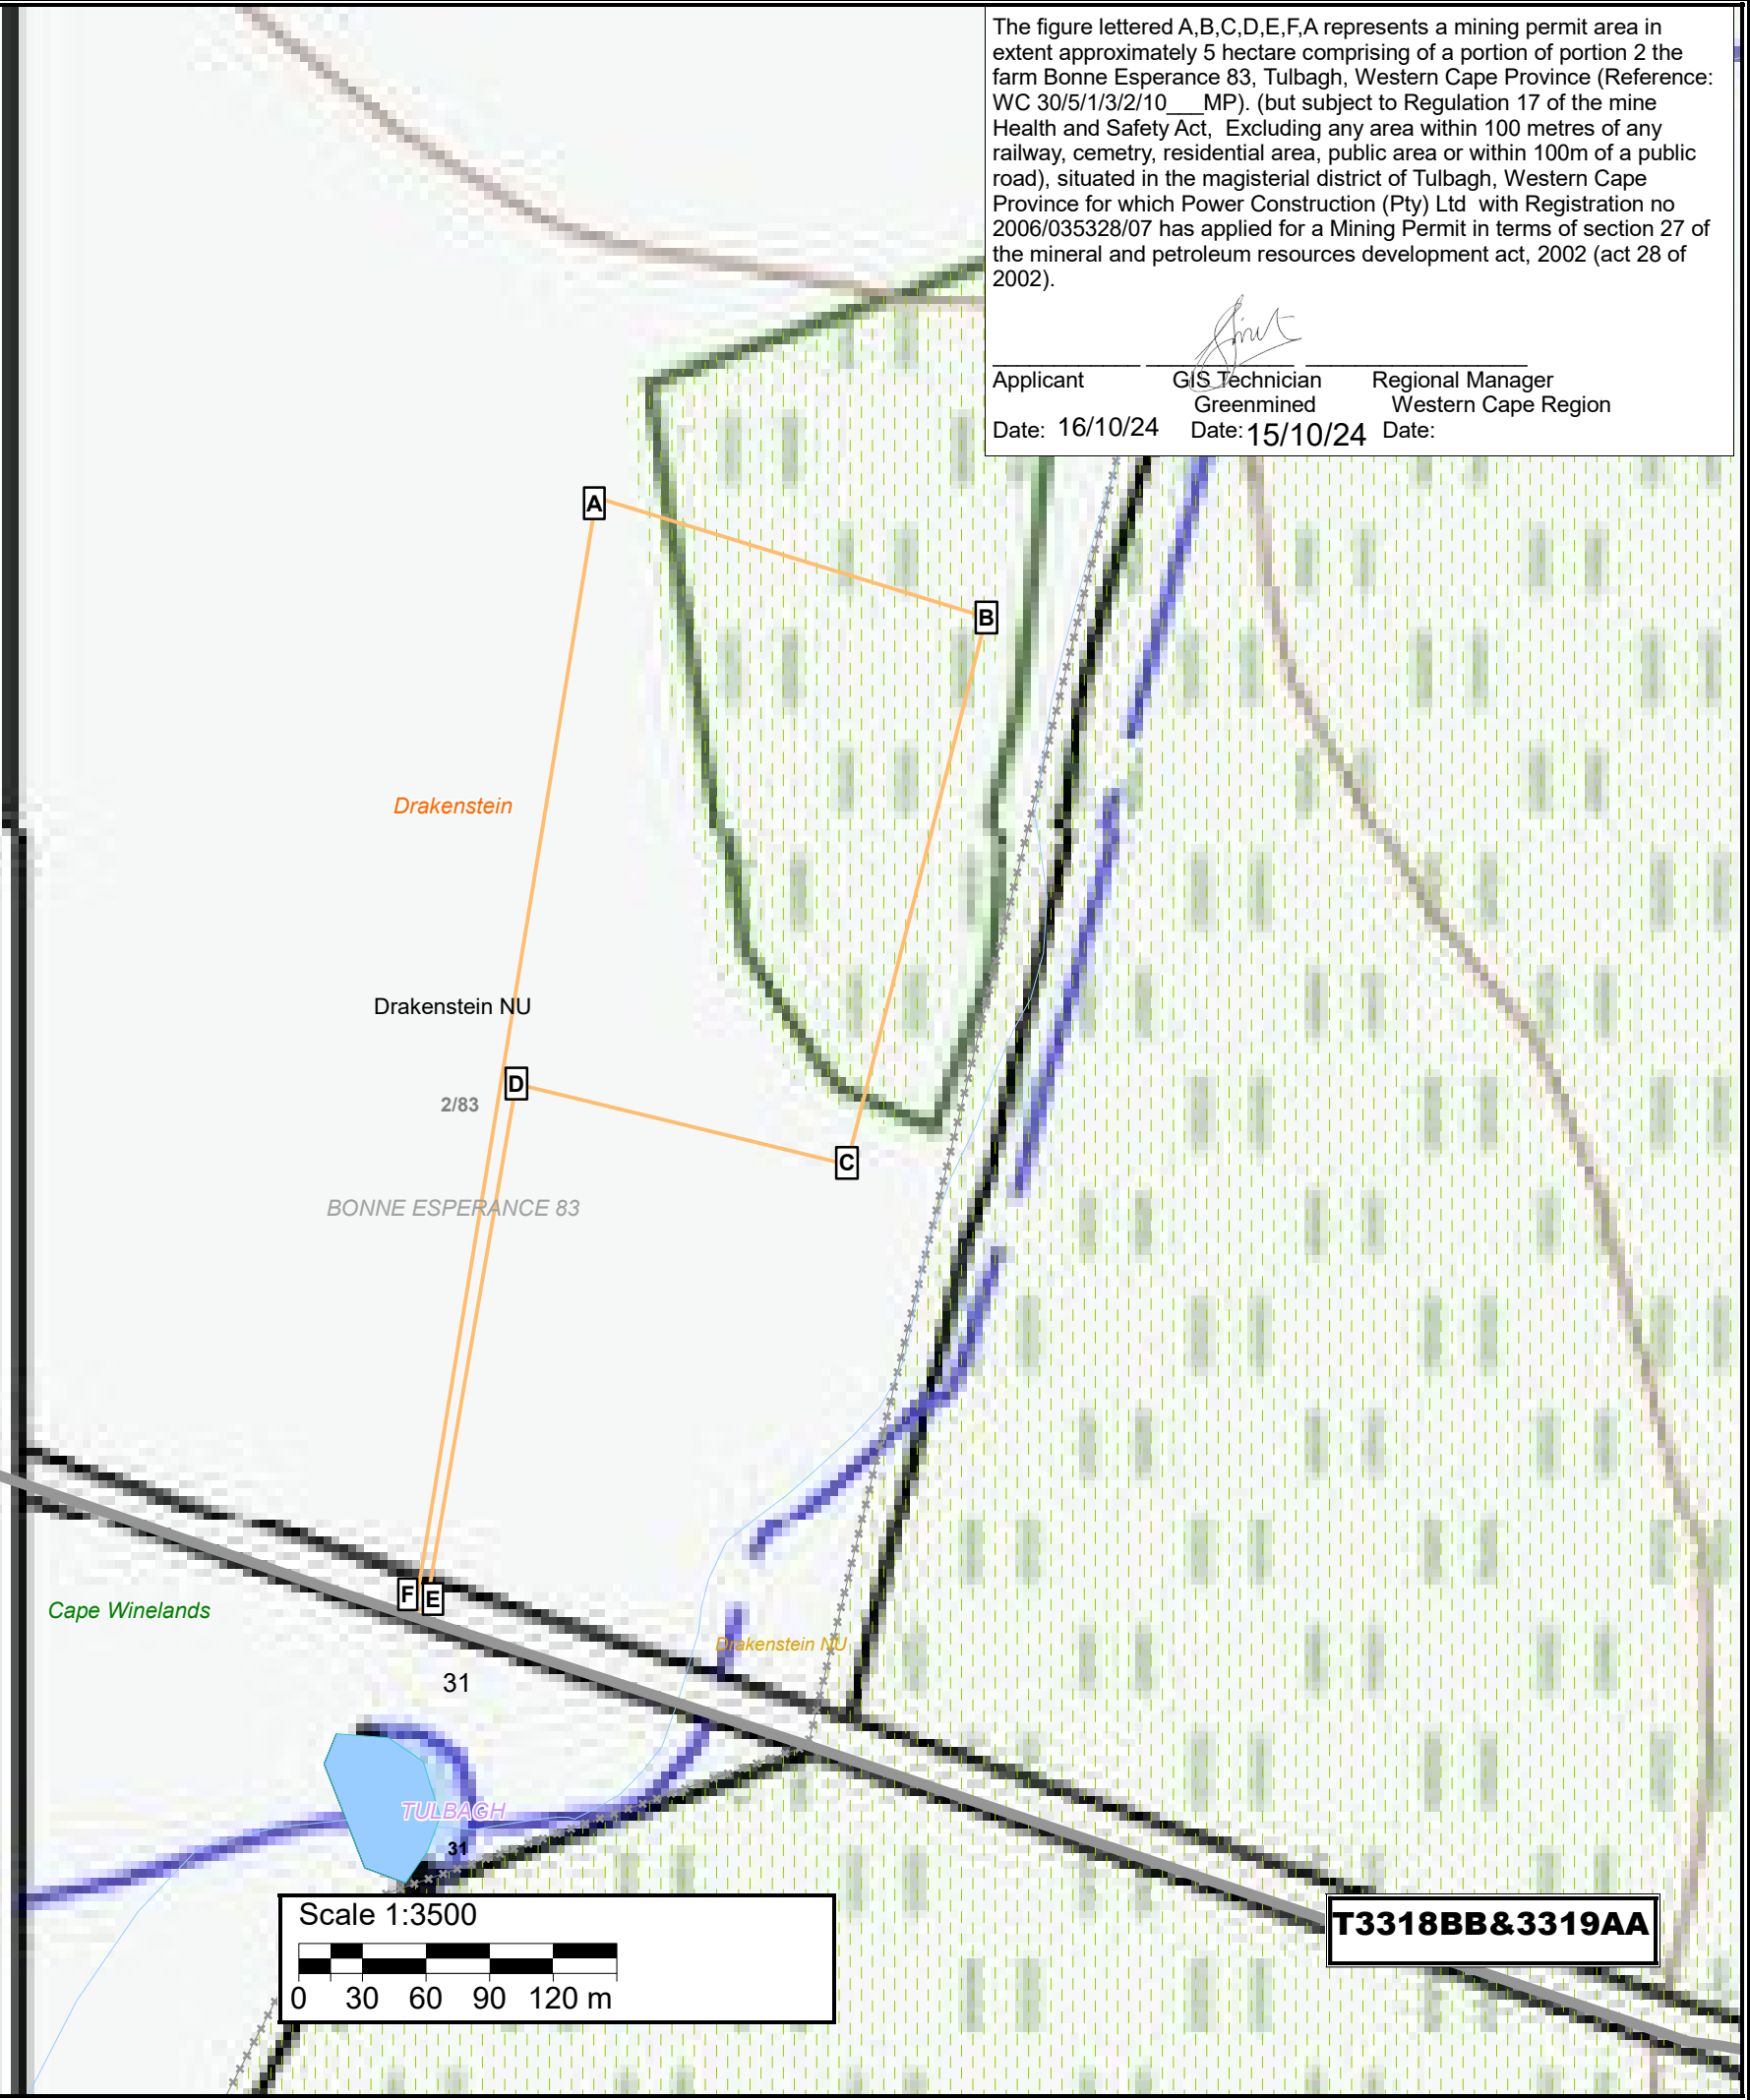 The figure lettered A,B,C,D,E,F,A represents a mining permit area in
extent approximately 5 hectare comprising of a portion of portion 2 the
farm Bonne Esperance 83, Tulbagh, Western Cape Province (Reference:
WC 30/5/1/3/2/10___MP). (but subject to Regulation 17 of the mine
Health and Safety Act,  Excluding any area within 100 metres of any
railway, cemetry, residential area, public area or within 100m of a public
road), situated in the magisterial district of Tulbagh, Western Cape
Province for which Power Construction (Pty) Ltd  with Registration no
2006/035328/07 has applied for a Mining Permit in terms of section 27 of
the mineral and petroleum resources development act, 2002 (act 28 of
2002).
Applicant GIS Technician Regional Manager
Greenmined Western Cape Region
Date: 16/10/24 Date: 15/10/24 Date:
A
B
Drakenstein
Drakenstein NU
D
2/83
C
BONNE ESPERANCE 83
F E
Cape Winelands
Drakenstein NU
31
TULBAGH
31
Scale 1:3500
0 30 60 90 120 m
T3318BB&3319AA